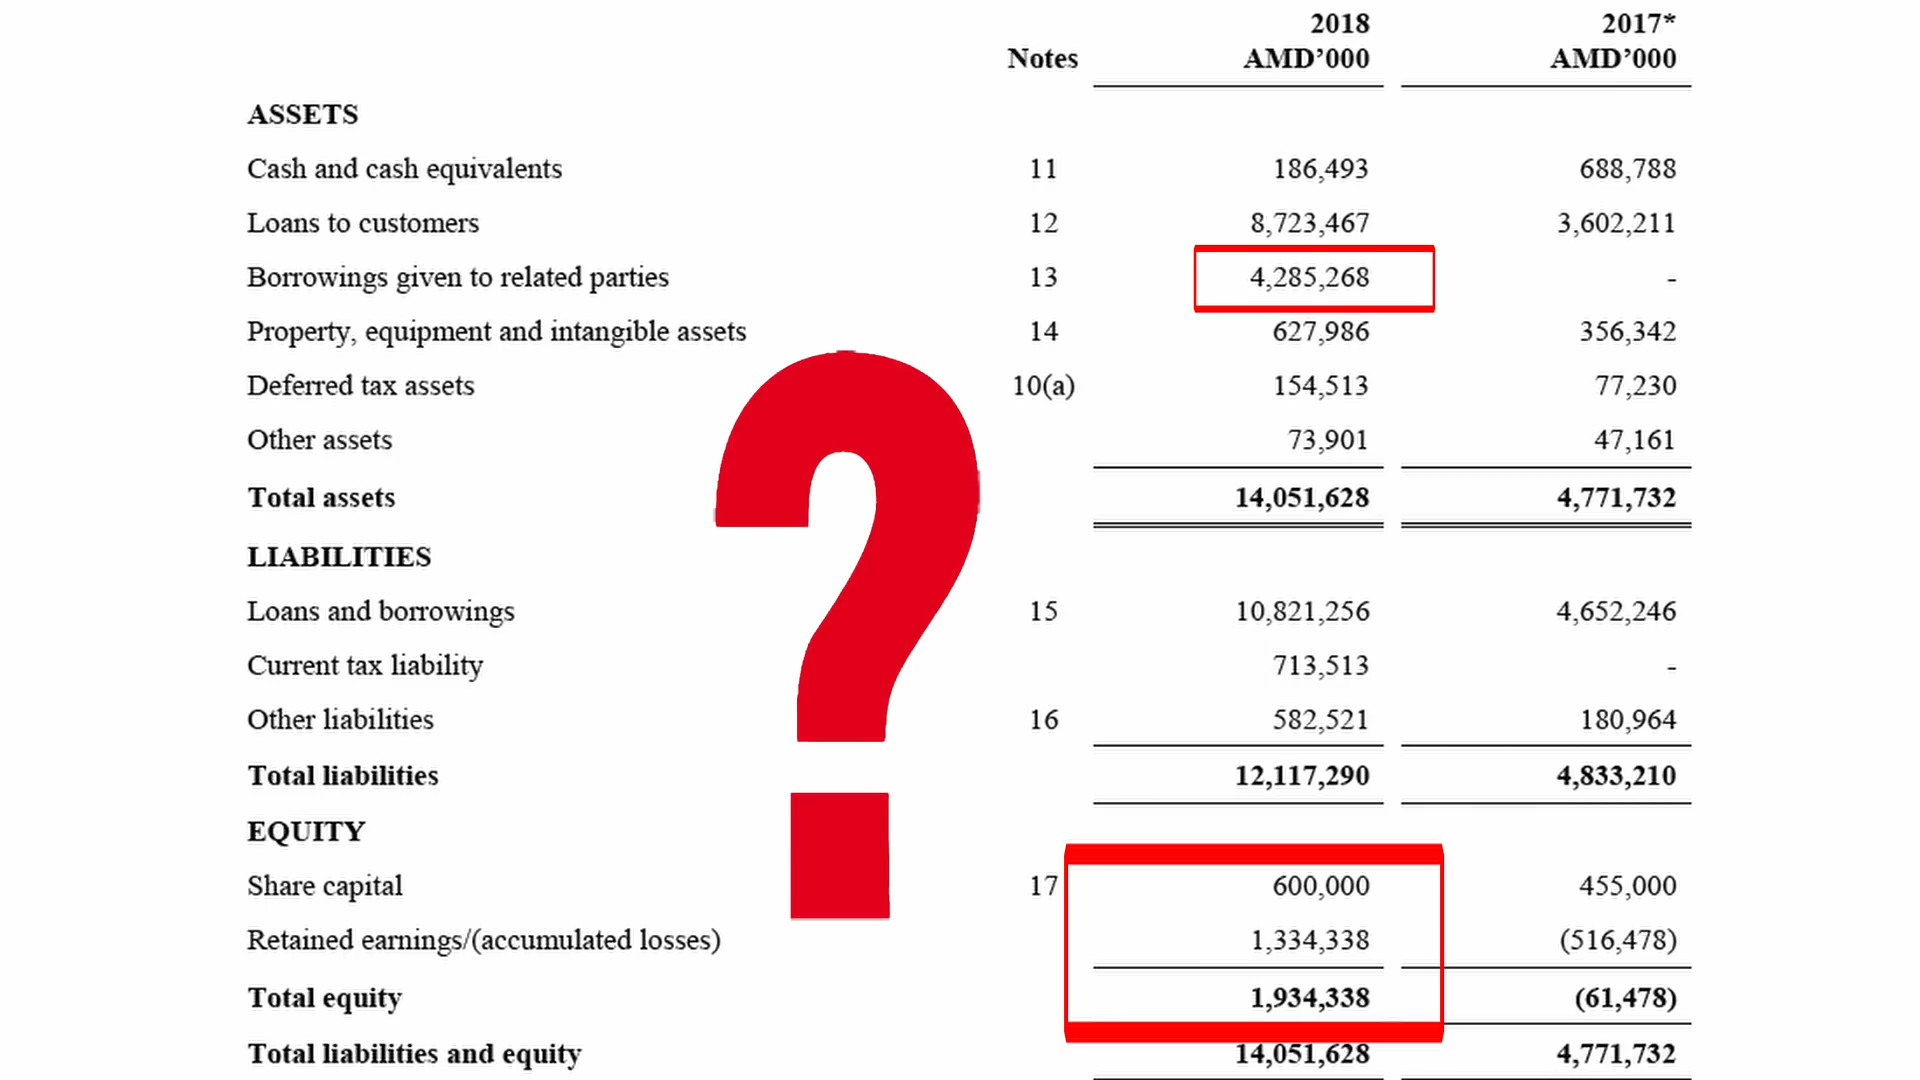 2018 2017*
Notes AMD’000 AMD’000
ASSETS
Cash and cash equivalents 11 186,493 688,788
Loans to customers 12 8,723,467 3,602,211
Borrowings given to related parties 13 4,285,268 -
Property, equipment and intangible assets 14 627,986 356,342
Deferred tax assets 10(a) 154,513 77,230
Other assets 73,901 47,161
Total assets 14,051,628 4,771,732
LIABILITIES
Loans and borrowings 15 10,821,256 4,652,246
Current tax liability 713,513 -
Other liabilities 16 582,521 180,964
Total liabilities 12,117,290 4,833,210
EQUITY
Share capital 17 600,000 455,000
Retained earnings/(accumulated losses) 1,334,338 (516,478)
Total equity 1,934,338 (61,478)
Total liabilities and equity 14,051,628 4,771,732
?